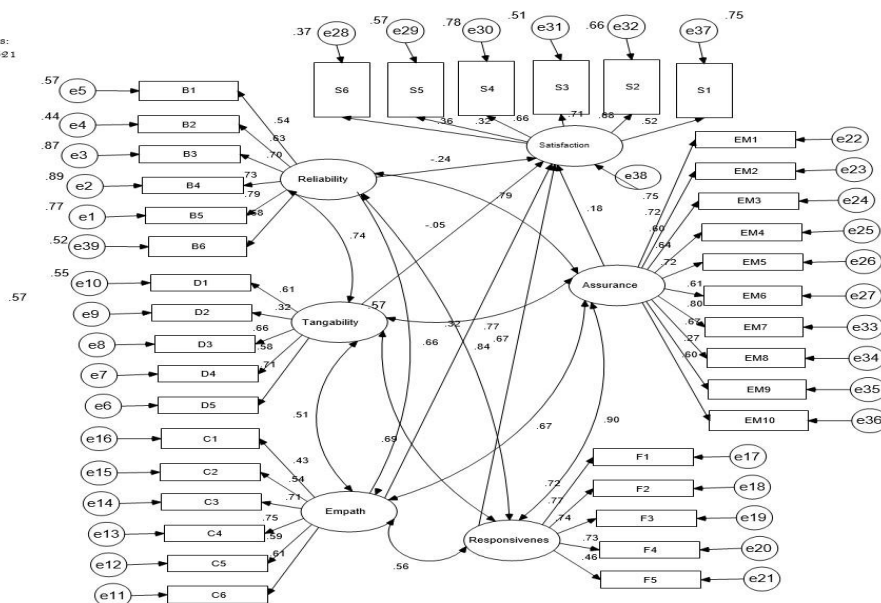 s:
21
.37
e28
.57
e29
.78
e30
.51
e31
.66
e32
.75
e37
S6
S5
S4
S3
S2
S1
.36
.32
.66
.71
.52
Satisfaction
e38
.57
e5
B1
.54
.44
e4
B2
.63
.87
e3
B3
.70
.89
e2
B4
.73
.77
e1
B5
.79
.52
e39
B6
Reliability
-.24
.79
-.05
.18
.74
EM1
e22
.75
EM2
e23
.72
EM3
e24
.60
EM4
e25
.64
EM5
e26
.72
EM6
e27
.61
EM7
e33
.80
EM8
e34
.67
EM9
e35
.27
EM10
e36
.60
Assurance
.57
.55
e10
D1
.61
e9
D2
.32
e8
D3
.66
e7
D4
.58
e6
D5
.71
Tangability
.57
.32
.77
.67
.66
.84
.51
.69
.67
.90
e16
C1
.43
e15
C2
.54
e14
C3
.71
e13
C4
.75
e12
C5
.59
e11
C6
.61
Empath
.56
Responsivenes
F1
e17
.72
F2
e18
.77
F3
e19
.74
F4
e20
.73
F5
e21
.46